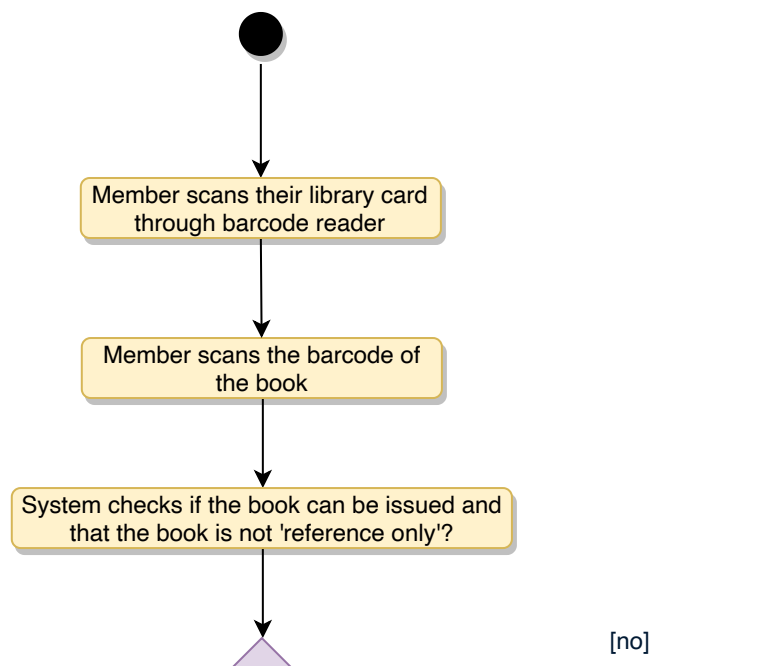 Member scans their library card
through barcode reader
Member scans the barcode of
the book
System checks if the book can be issued and
that the book is not 'reference only'?
[no]